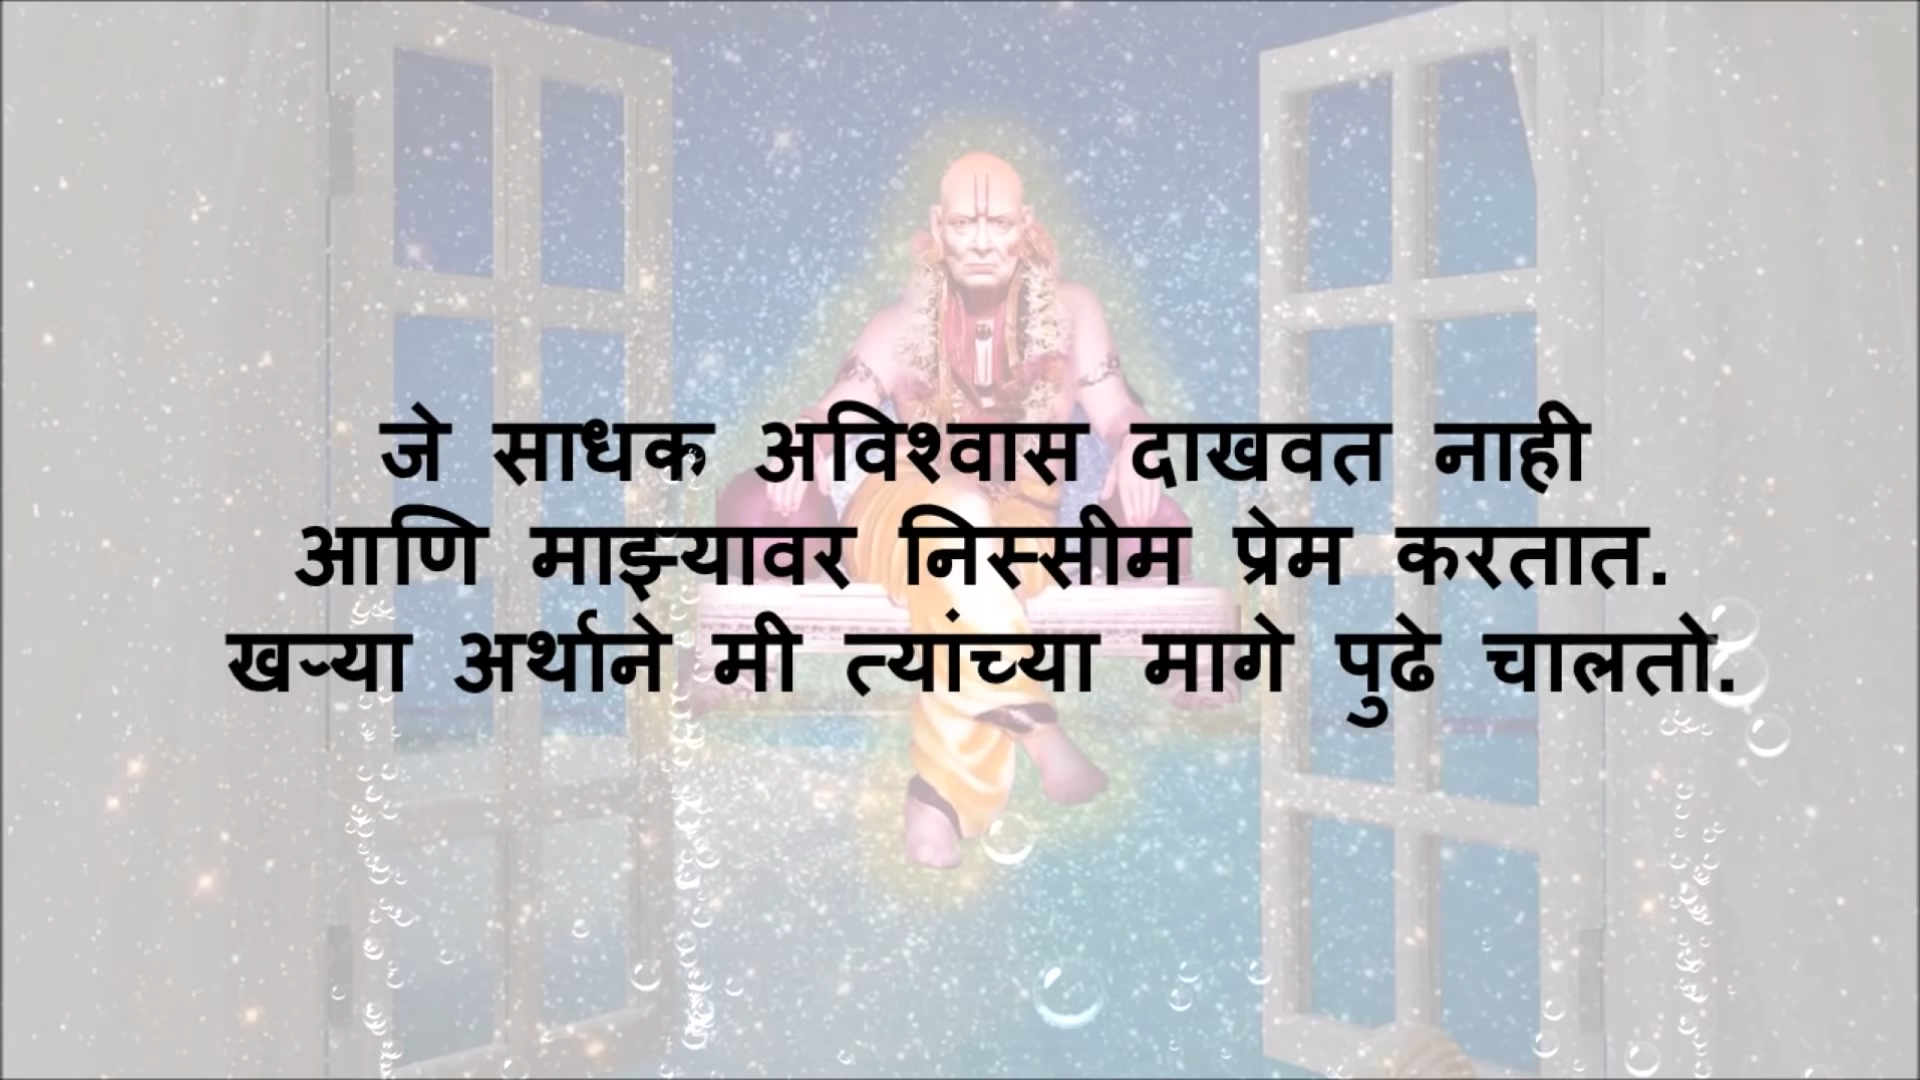 जे साधक अविश्वास दाखवत नाही
आणि माझ्यावर निस्सीम प्रेम करतात.
खऱ्या अर्थाने मी त्यांच्या मागे पुढे चालतो.